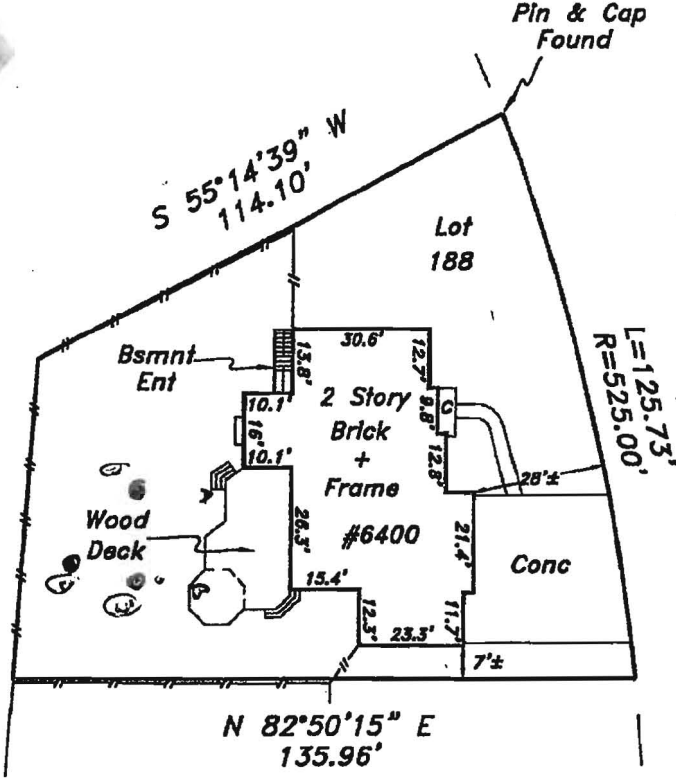 Pin & Cap
Found
S 55°14'39" W
114.10'
Lot
188
L=125.73'
R=525.00'
Bsmnt
Ent
30.6'
13.8'
12.7'
10.1'
9.8'
C
16'
2 Story
Brick
+
Frame
#6400
12.8'
10.1'
28'±
Wood
Deck
26.3'
21.4'
Conc
A
B
15.4'
12.3'
23.3'
11.7'
7'±
N 82°50'15" E
135.96'